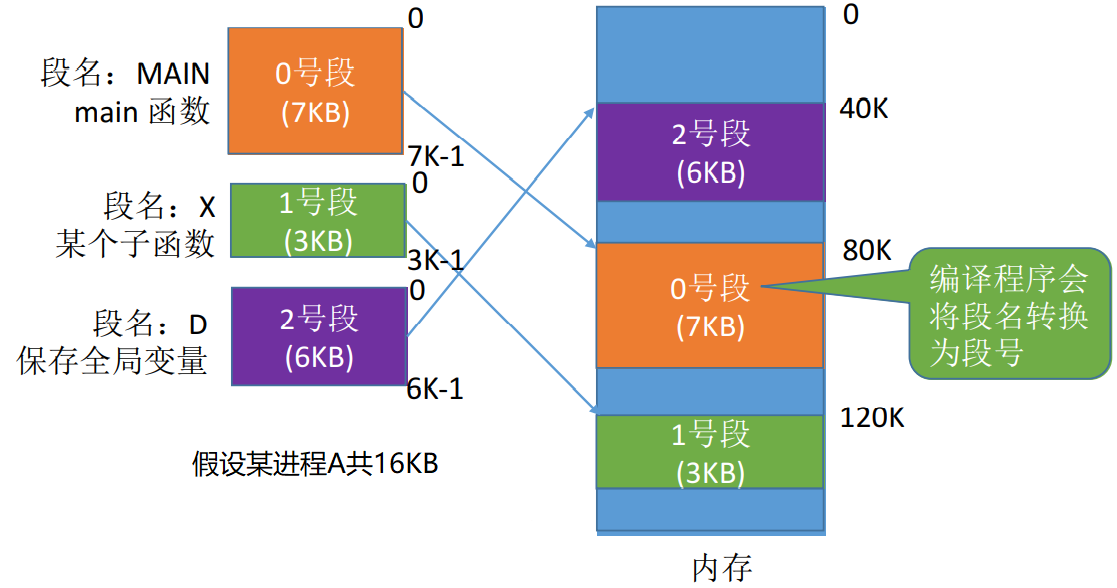 0
段名：MAIN
main 函数
0号段
(7KB)
7K-1
0
段名：X
某个子函数
1号段
(3KB)
3K-1
0
段名：D
保存全局变量
2号段
(6KB)
6K-1
假设某进程A共16KB
0
40K
2号段
(6KB)
80K
0号段
(7KB)
编译程序会
将段名转换
为段号
120K
1号段
(3KB)
内存